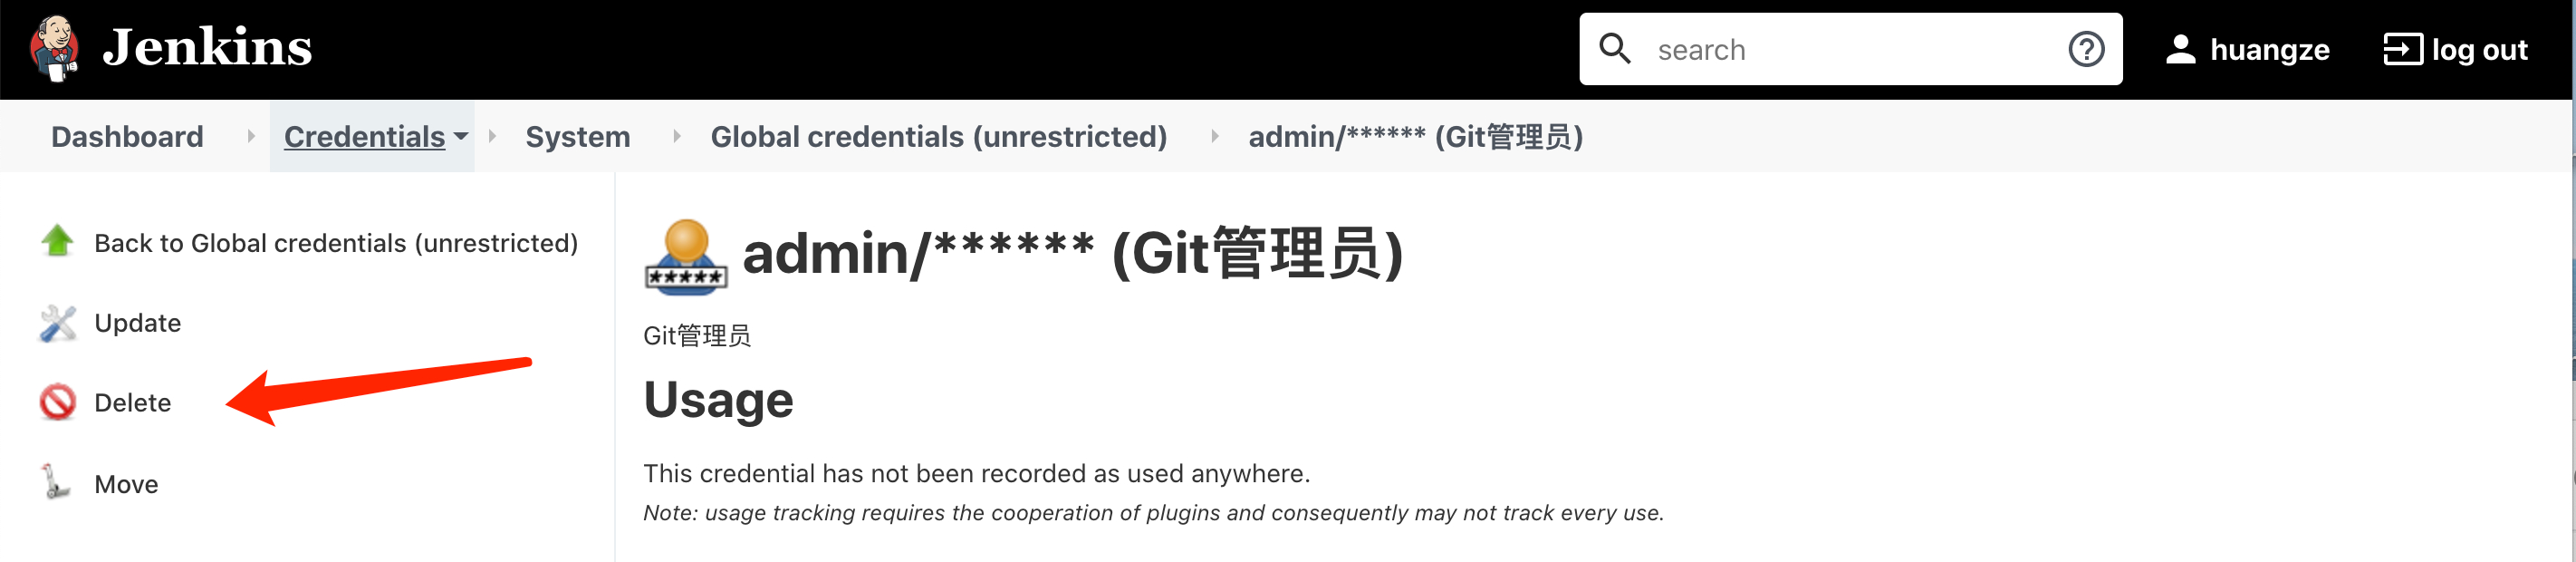 Jenkins
search
huangze
log out
Dashboard
Credentials
System
Global credentials (unrestricted)
admin/****** (Git管理员)
Back to Global credentials (unrestricted)
Update
Delete
Move
*****
admin/****** (Git管理员)
Git管理员
Usage
This credential has not been recorded as used anywhere.
Note: usage tracking requires the cooperation of plugins and consequently may not track every use.